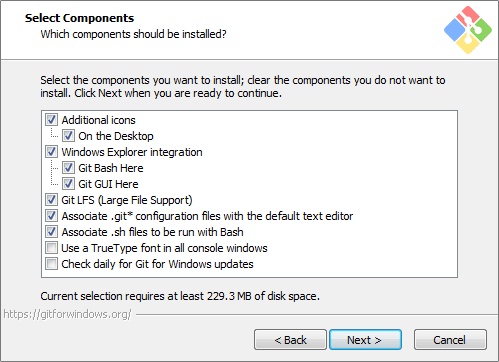 Select Components
Which components should be installed?
Select the components you want to install; clear the components you do not want to
install. Click Next when you are ready to continue.
Additional icons
On the Desktop
Windows Explorer integration
Git Bash Here
Git GUI Here
Git LFS (Large File Support)
Associate .git* configuration files with the default text editor
Associate .sh files to be run with Bash
Use a TrueType font in all console windows
Check daily for Git for Windows updates
Current selection requires at least 229.3 MB of disk space.
https://gitforwindows.org/
< Back
Next >
Cancel